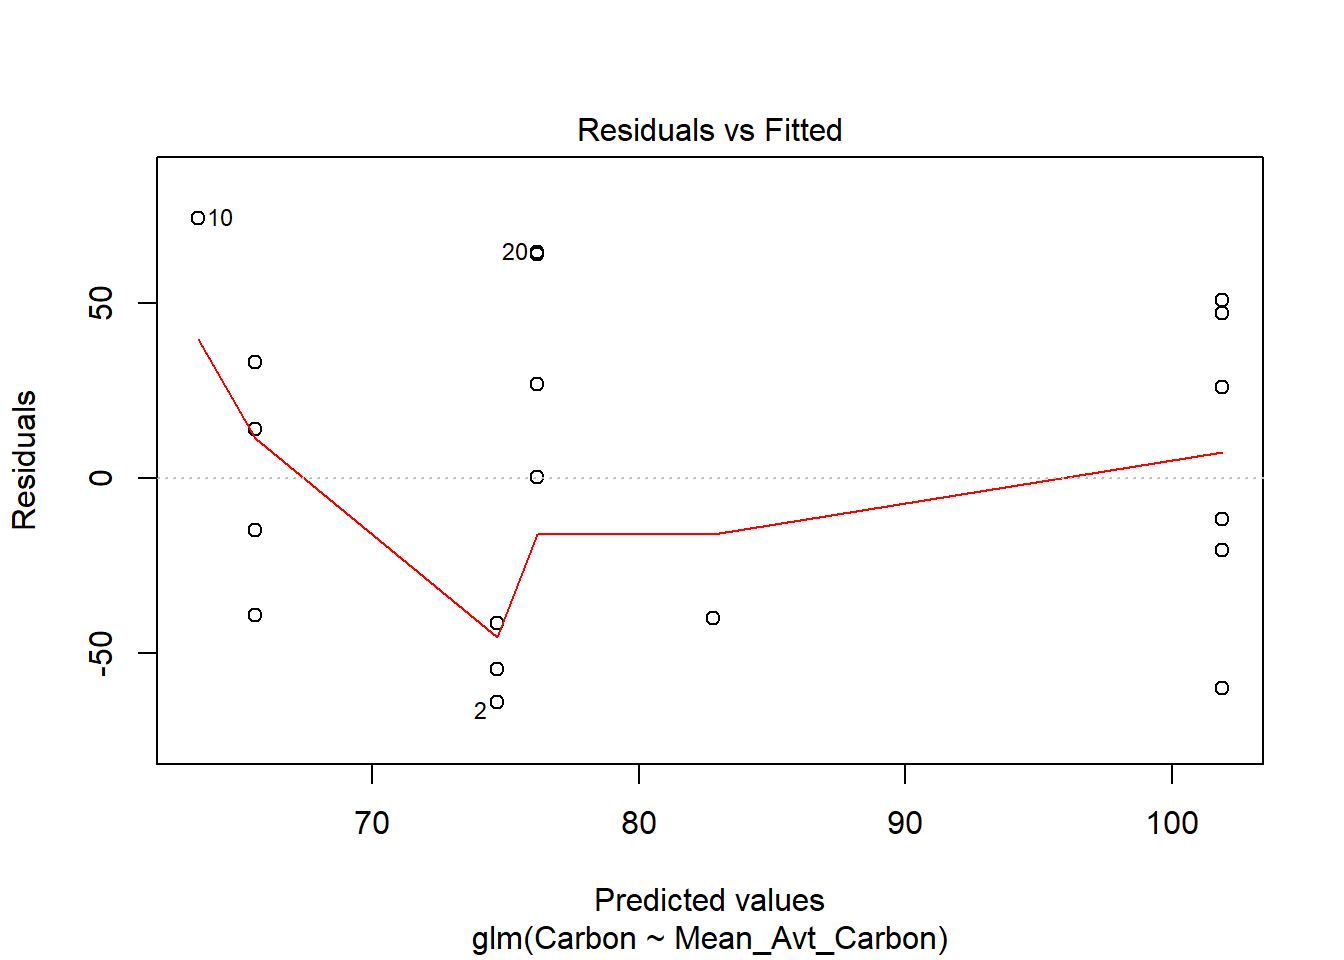 Residuals vs Fitted
10
20
2
50
0
-50
Residuals
70 80 90 100
Predicted values
glm(Carbon ~ Mean_Avt_Carbon)